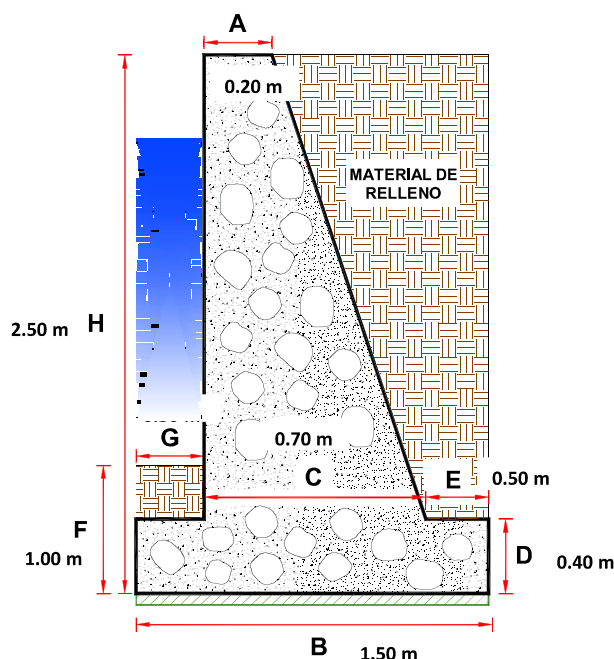 A
0.20 m
MATERIAL DE
RELLENO
2.50 m
H
G
0.70 m
C
E
0.50 m
F
1.00 m
D
0.40 m
B
1.50 m